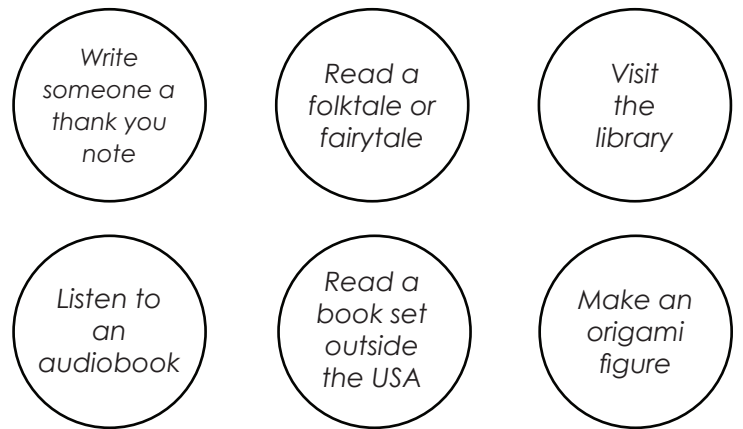 Write
someone a
thank you
note
Read a
folktale or
fairytale
Visit
the
library
Listen to
an
audiobook
Read a
book set
outside
the USA
Make an
origami
figure